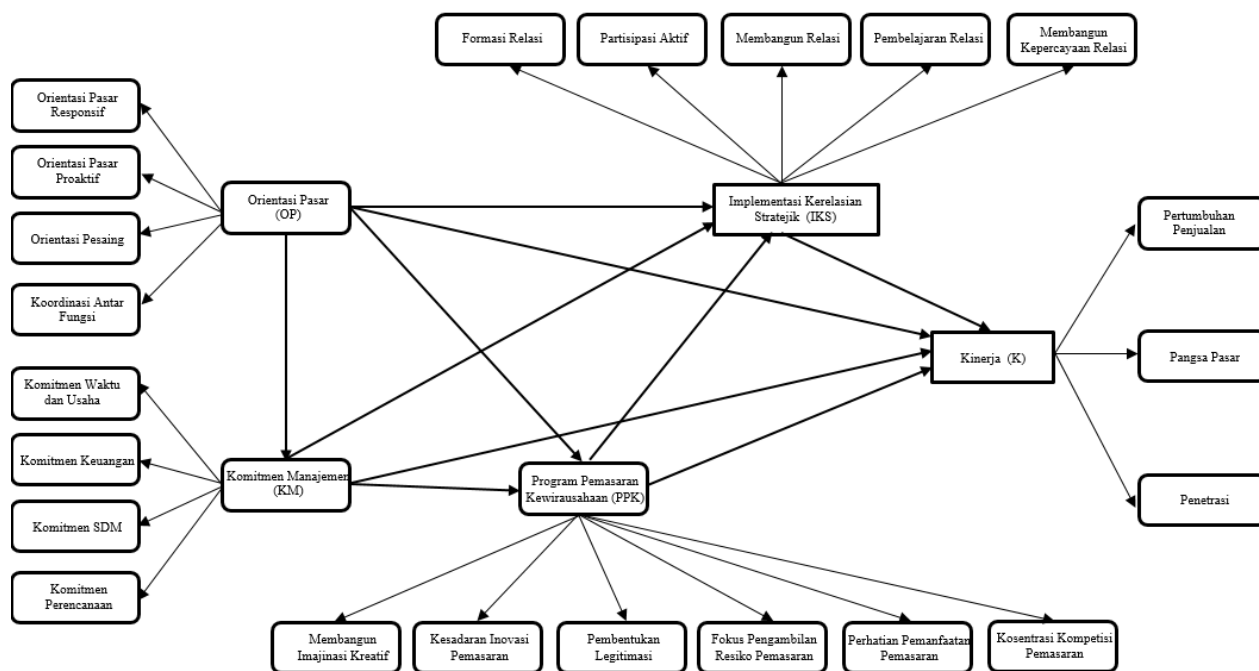 Formasi Relasi
Partisipasi Aktif
Membangun Relasi
Pembelajaran Relasi
Membangun
Kepercayaan Relasi
Orientasi Pasar
Responsif
Orientasi Pasar
Proaktif
Orientasi Pesaing
Koordinasi Antar
Fungsi
Orientasi Pasar
(OP)
Implementasi Kerelasian
Stratejik (IKS)
Pertumbuhan
Penjualan
Kinerja (K)
Pangsa Pasar
Penetrasi
Komitmen Waktu
dan Usaha
Komitmen Keuangan
Komitmen SDM
Komitmen
Perencanaan
Komitmen Manajemen
(KM)
Program Pemasaran
Kewirausahaan (PPK)
Membangun
Imajinasi Kreatif
Kesadaran Inovasi
Pemasaran
Pembentukan
Legitimasi
Fokus Pengambilan
Resiko Pemasaran
Perhatian Pemanfaatan
Pemasaran
Kosentrasi Kompetisi
Pemasaran